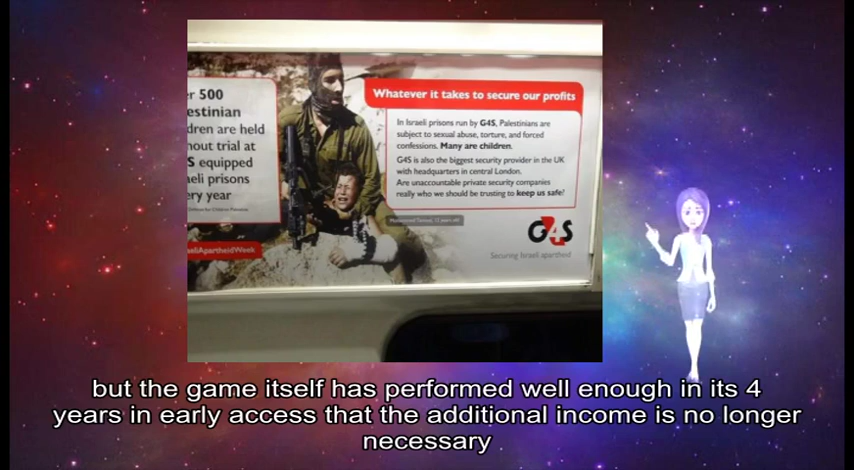 r 500
estinian
dren are held
hout trial at
S equipped
aeli prisons
ery year
eliApartheidWeek
Whatever it takes to secure our profits
In Israeli prisons run by G4S, Palestinians are
subject to sexual abuse, torture, and forced
confessions. Many are children.
G4S is also the biggest security provider in the UK
with headquarters in central London.
Are unaccountable private security companies
really who we should be trusting to keep us safe?
12 years old
G4S
Securing Israeli apartheid
but the game itself has performed well enough in its 4
years in early access that the additional income is no longer
necessary